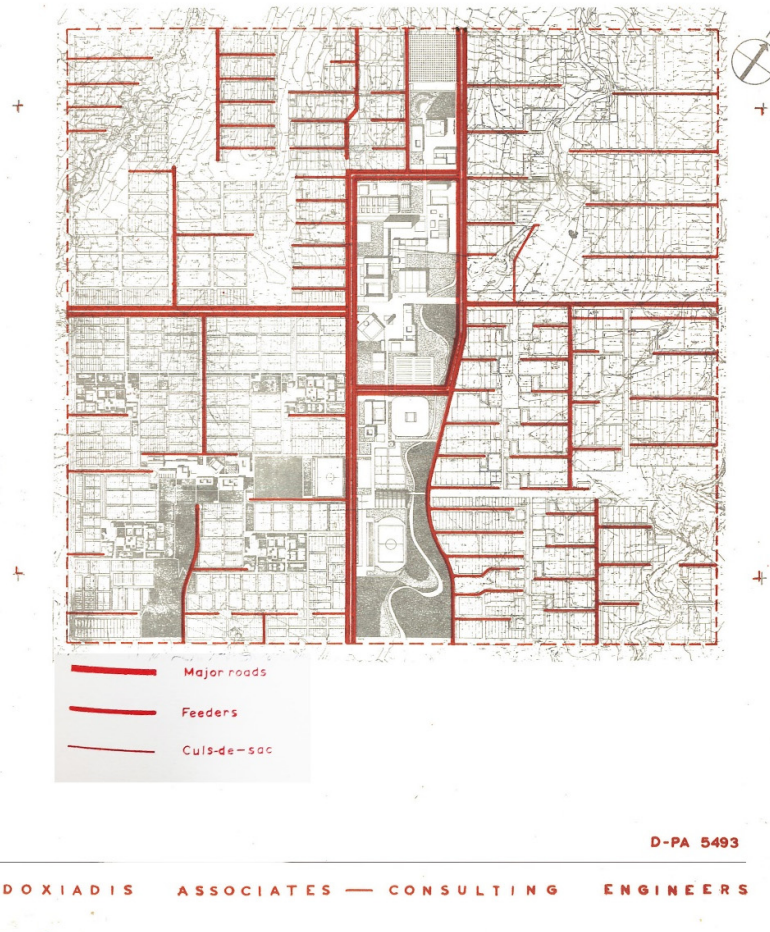 Major roads
Feeders
Culs-de-sac
D-PA 5493
DOXIADIS ASSOCIATES — CONSULTING ENGINEERS